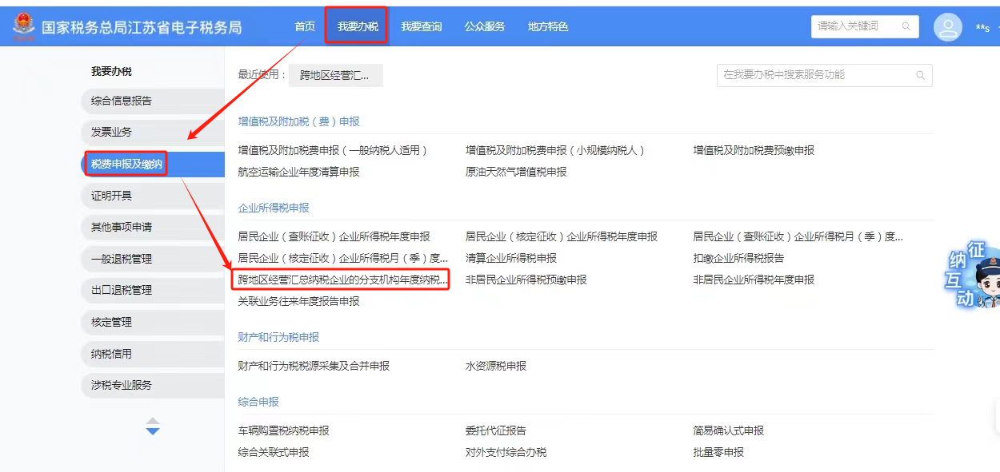 国家税务总局江苏省电子税务局 首页 我要办税 我要查询 公众服务 地方特色 请输入关键词 **s
我要办税
综合信息报告
发票业务
税费申报及缴纳
证明开具
其他事项申请
一般退税管理
出口退税管理
核定管理
纳税信用
涉税专业服务
最近使用： 跨地区经营汇... 在我要办税中搜索服务功能
增值税及附加税（费）申报
增值税及附加税费申报（一般纳税人适用） 增值税及附加税费申报（小规模纳税人） 增值税及附加税费预缴申报
航空运输企业年度清算申报 原油天然气增值税申报
企业所得税申报
居民企业（查账征收）企业所得税年度申报 居民企业（核定征收）企业所得税年度申报 居民企业（查账征收）企业所得税月（季）度...
居民企业（核定征收）企业所得税月（季）度... 清算企业所得税申报 扣缴企业所得税报告
跨地区经营汇总纳税企业的分支机构年度纳税... 非居民企业所得税预缴申报 非居民企业所得税年度申报
关联业务往来年度报告申报
财产和行为税申报
财产和行为税税源采集及合并申报 水资源税申报
综合申报
车辆购置税纳税申报 委托代征报告 简易确认式申报
综合关联式申报 对外支付综合办税 批量零申报
征纳互动